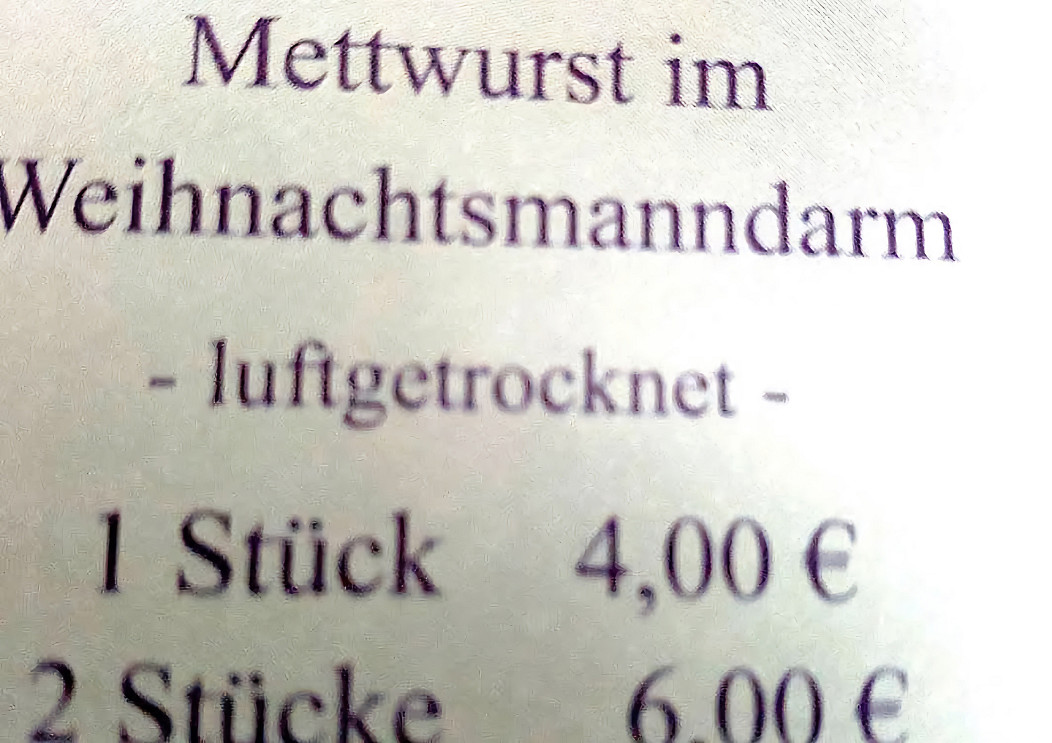 Mettwurst im
Weihnachtsmanndarm
- luftgetrocknet -
1 Stück 4,00 €
2 Stücke 6,00 €